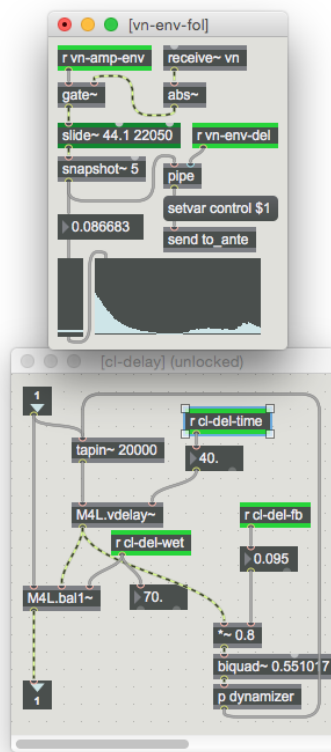 [vn-env-fol]
r vn-amp-env
receive~ vn
gate~
abs~
slide~ 44.1 22050
r vn-env-del
snapshot~ 5
pipe
setvar control $1
0.086683
send to_ante
[cl-delay] (unlocked)
1
r cl-del-time
tapin~ 20000
40.
M4L.vdelay~
r cl-del-fb
r cl-del-wet
0.095
M4L.bal1~
70.
*~ 0.8
biquad~ 0.551017
p dynamizer
1